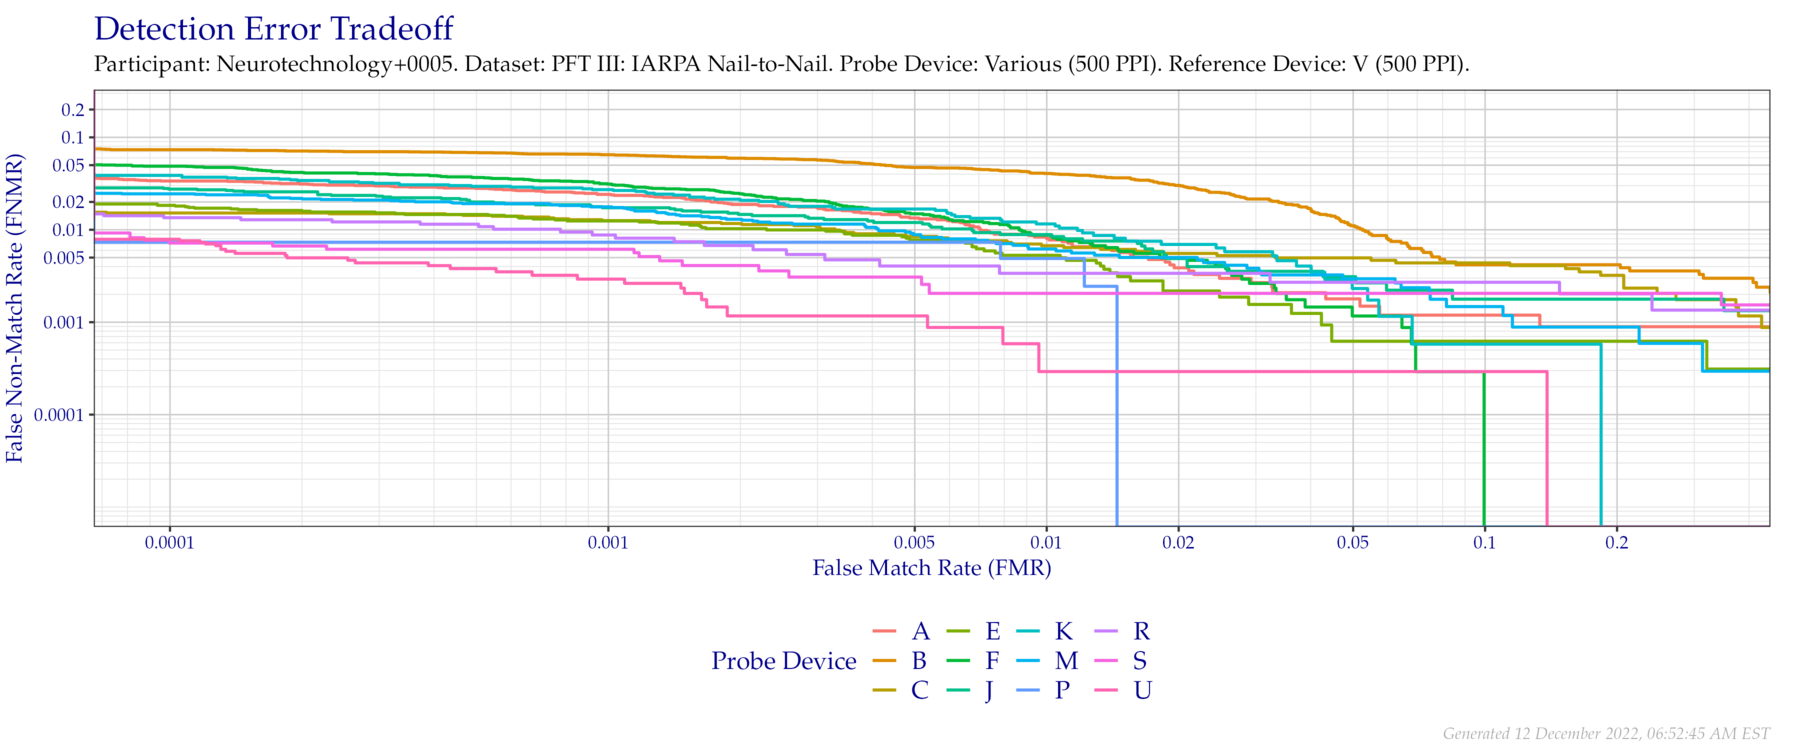 Detection Error Tradeoff
Participant: Neurotechnology+0005. Dataset: PFT III: IARPA Nail-to-Nail. Probe Device: Various (500 PPI). Reference Device: V (500 PPI).
False Non-Match Rate (FNMR)
0.2
0.1
0.05
0.02
0.01
0.005
0.001
0.0001
0.0001 0.001 0.005 0.01 0.02 0.05 0.1 0.2
False Match Rate (FMR)
Probe Device
A E K R
B F M S
C J P U
Generated 12 December 2022, 06:52:45 AM EST